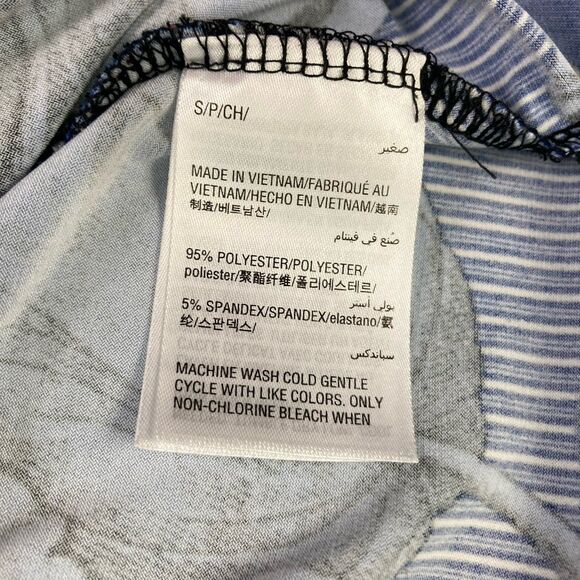 S/P/CH/
صغير
MADE IN VIETNAM/FABRIQUÉ AU
VIETNAM/HECHO EN VIETNAM/越南
制造/베트남산/
صُنع في فيتنام
95% POLYESTER/POLYESTER/
poliester/聚酯纤维/폴리에스테르/
بولي أستر
5% SPANDEX/SPANDEX/elastano/氨
纶/스판덱스/
سباندكس
MACHINE WASH COLD GENTLE
CYCLE WITH LIKE COLORS. ONLY
NON-CHLORINE BLEACH WHEN